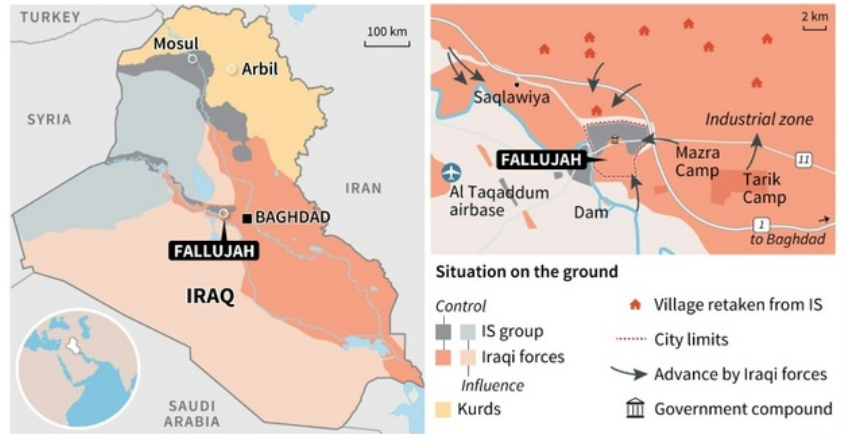 TURKEY
100 km
Mosul
Arbil
SYRIA
IRAN
BAGHDAD
FALLUJAH
IRAQ
SAUDI
ARABIA
2 km
Saqlawiya
Industrial zone
FALLUJAH
Mazra
Camp
11
Tarik
Camp
Al Taqaddum
airbase
Dam
1
to Baghdad
Situation on the ground
Control
IS group
Iraqi forces
Influence
Kurds
Village retaken from IS
City limits
Advance by Iraqi forces
Government compound